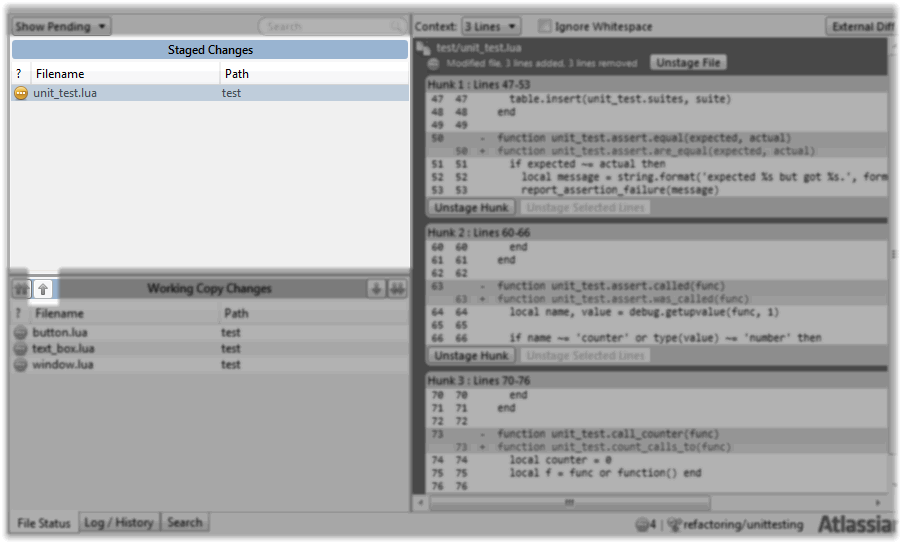 Show Pending
Search
Staged Changes
? Filename Path
unit_test.lua test
Working Copy Changes
? Filename Path
button.lua test
text_box.lua test
window.lua test
Context: 3 Lines Ignore Whitespace External Diff
test/unit_test.lua
Modified file, 3 lines added, 3 lines removed Unstage File
Hunk 1 : Lines 47-53
47 47 table.insert(unit_test.suites, suite)
48 48 end
49 49
50 - function unit_test.assert.equal(expected, actual)
50 + function unit_test.assert.are_equal(expected, actual)
51 51 if expected ~= actual then
52 52 local message = string.format('expected %s but got %s.', form
53 53 report_assertion_failure(message)
Unstage Hunk Unstage Selected Lines
Hunk 2 : Lines 60-66
60 60 end
61 61 end
62 62
63 - function unit_test.assert.called(func)
63 + function unit_test.assert.was_called(func)
64 64 local name, value = debug.getupvalue(func, 1)
65 65
66 66 if name ~= 'counter' or type(value) ~= 'number' then
Unstage Hunk Unstage Selected Lines
Hunk 3 : Lines 70-76
70 70 end
71 71 end
72 72
73 - function unit_test.call_counter(func)
73 + function unit_test.count_calls_to(func)
74 74 local counter = 0
75 75 local f = func or function() end
76 76
File Status Log / History Search
4 refactoring/unittesting Atlassian